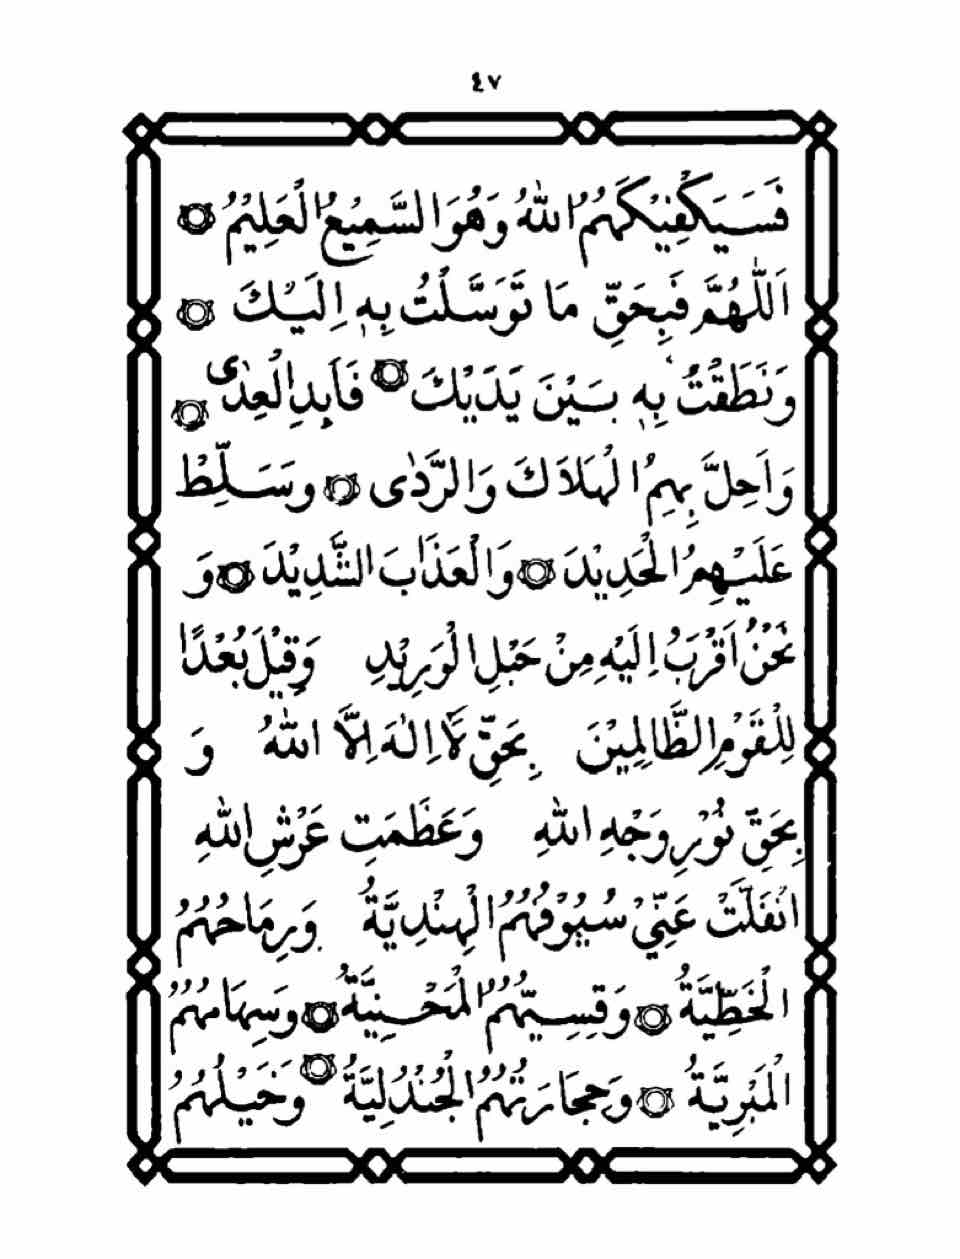 ٤٧
فَسَيَكْفِيْكَهُمُ اللّٰهُ وَهُوَ السَّمِيْعُ الْعَلِيْمُ
اَللّٰهُمَّ فَبِحَقِّ مَا تَوَسَّلْتُ بِهٖ اِلَيْكَ
وَنَطَقْتُ بِهٖ بَيْنَ يَدَيْكَ فَاَبِدِ الْعِدٰى
وَاَحِلَّ بِهِمُ الْهَلَاكَ وَالرَّدٰى وَسَلِّطْ
عَلَيْهِمُ الْحَدِيْدَ وَالْعَذَابَ الشَّدِيْدَ وَ
نَحْنُ اَقْرَبُ اِلَيْهِ مِنْ حَبْلِ الْوَرِيْدِ وَقِيْلَ بُعْدًا
لِلْقَوْمِ الظَّالِمِيْنَ بِحَقِّ لَآ اِلٰهَ اِلَّا اللّٰهُ وَ
بِحَقِّ نُوْرِ وَجْهِ اللّٰهِ وَعَظَمَتِ عَرْشِ اللّٰهِ
انْفَلَّتْ عَنِّيْ سُيُوْفُهُمُ الْهِنْدِيَّةُ وَرِمَاحُهُمُ
الْخَطِّيَّةُ وَقِسِيُّهُمُ الْمَحْنِيَّةُ وَسِهَامُهُمُ
الْمَبْرِيَّةُ وَحِجَارَتُهُمُ الْجُنْدُلِيَّةُ وَخَيْلُهُمُ